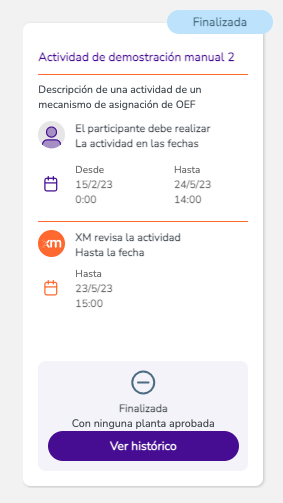 Finalizada
Actividad de demostración manual 2
Descripción de una actividad de un
mecanismo de asignación de OEF
El participante debe realizar
La actividad en las fechas
Desde
Hasta
15/2/23
24/5/23
0:00
14:00
xm
XM revisa la actividad
Hasta la fecha
Hasta
23/5/23
15:00
Finalizada
Con ninguna planta aprobada
Ver histórico